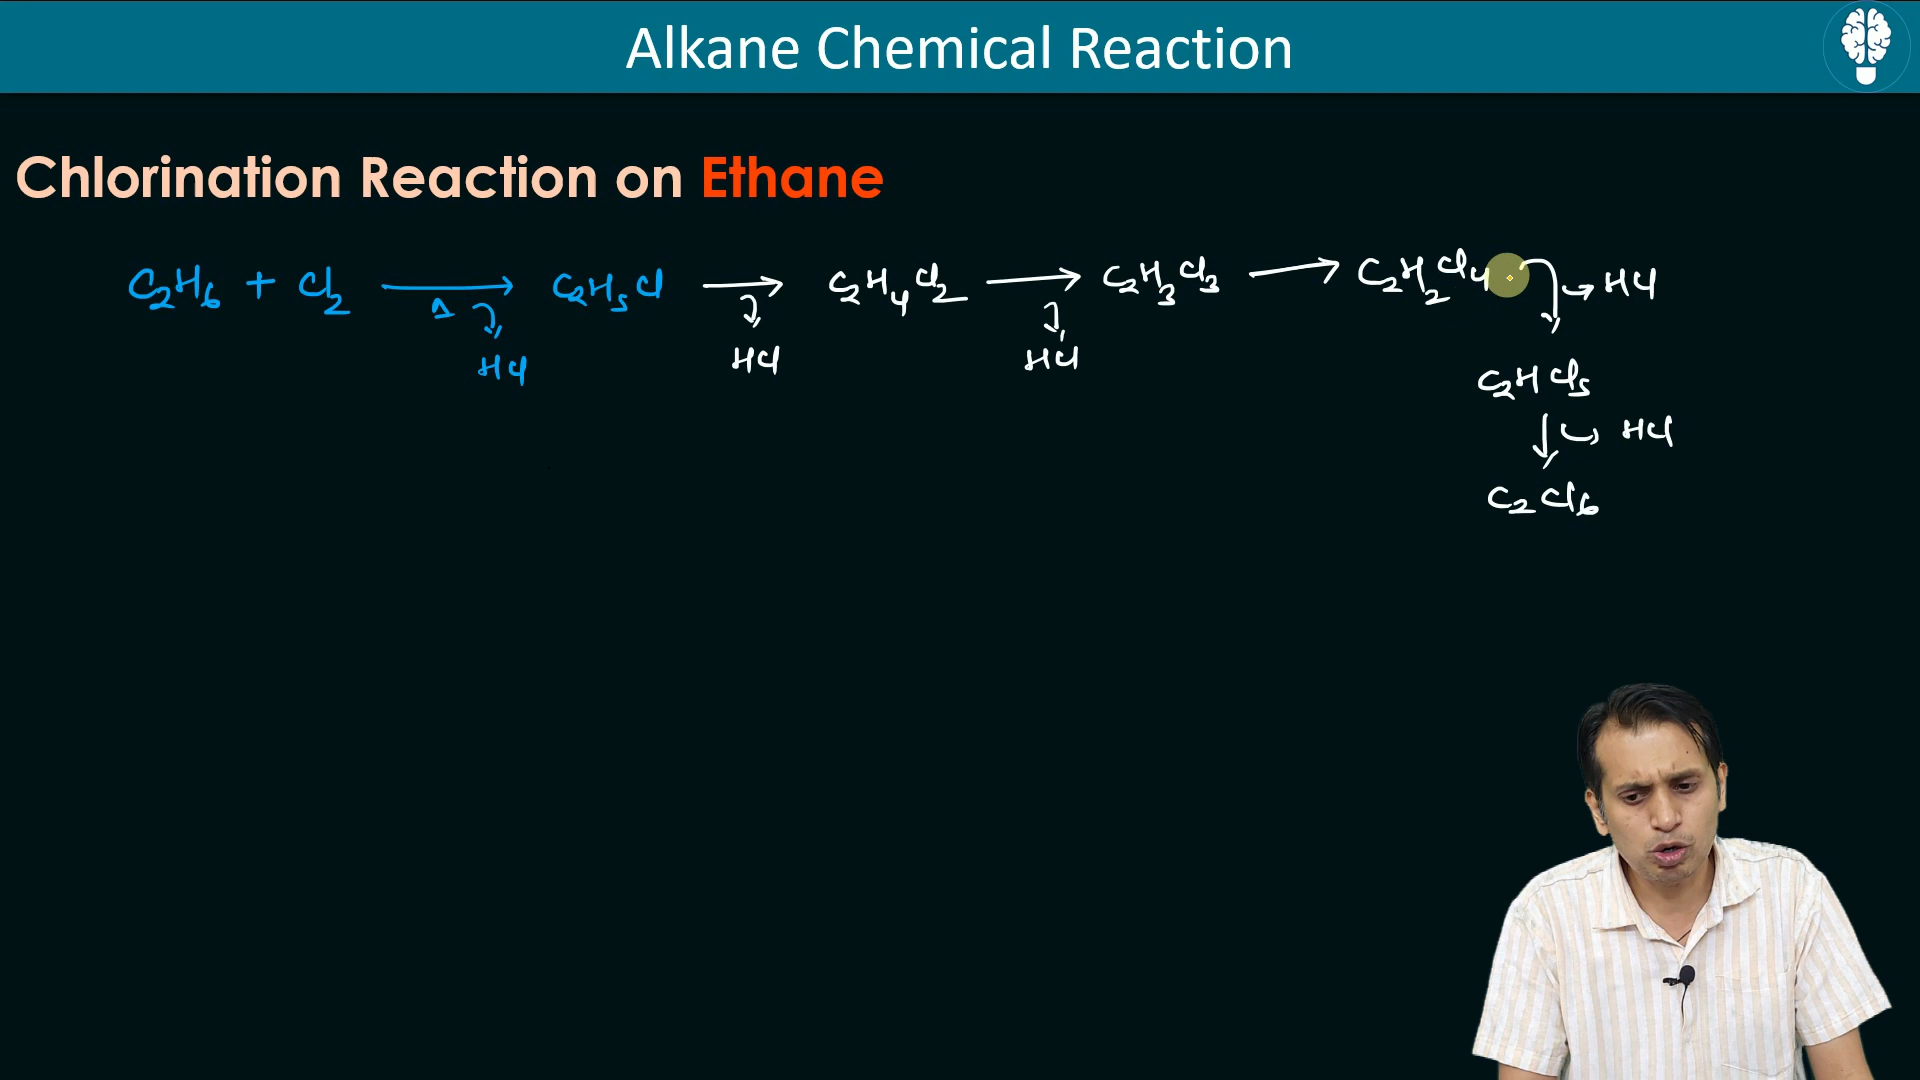 Alkane Chemical Reaction
Chlorination Reaction on Ethane
C₂H₆ + Cl₂ ⟶ C₂H₅Cl ⟶ C₂H₄Cl₂ ⟶ C₂H₃Cl₃ ⟶ C₂H₂Cl₄ → HCl
Δ
HCl HCl HCl
C₂HCl₅
HCl
C₂Cl₆